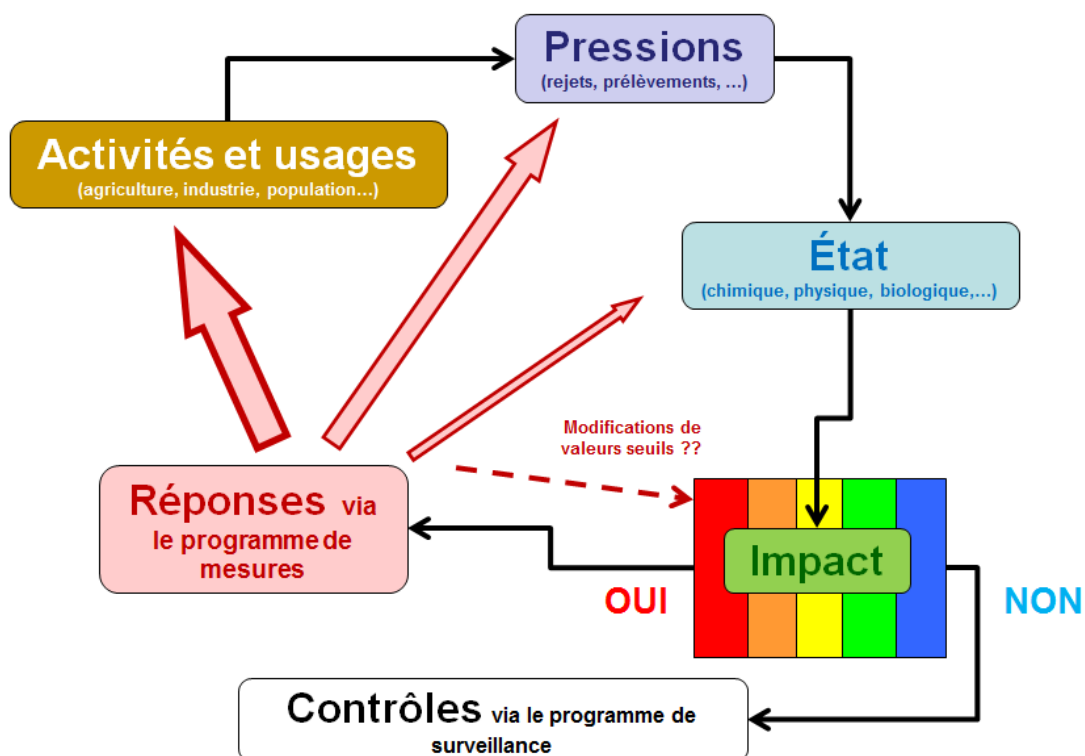 Pressions
(rejets, prélèvements, ...)
Activités et usages
(agriculture, industrie, population...)
État
(chimique, physique, biologique,...)
Modifications de
valeurs seuils ??
Réponses via
le programme de
mesures
Impact
OUI
NON
Contrôles via le programme de
surveillance